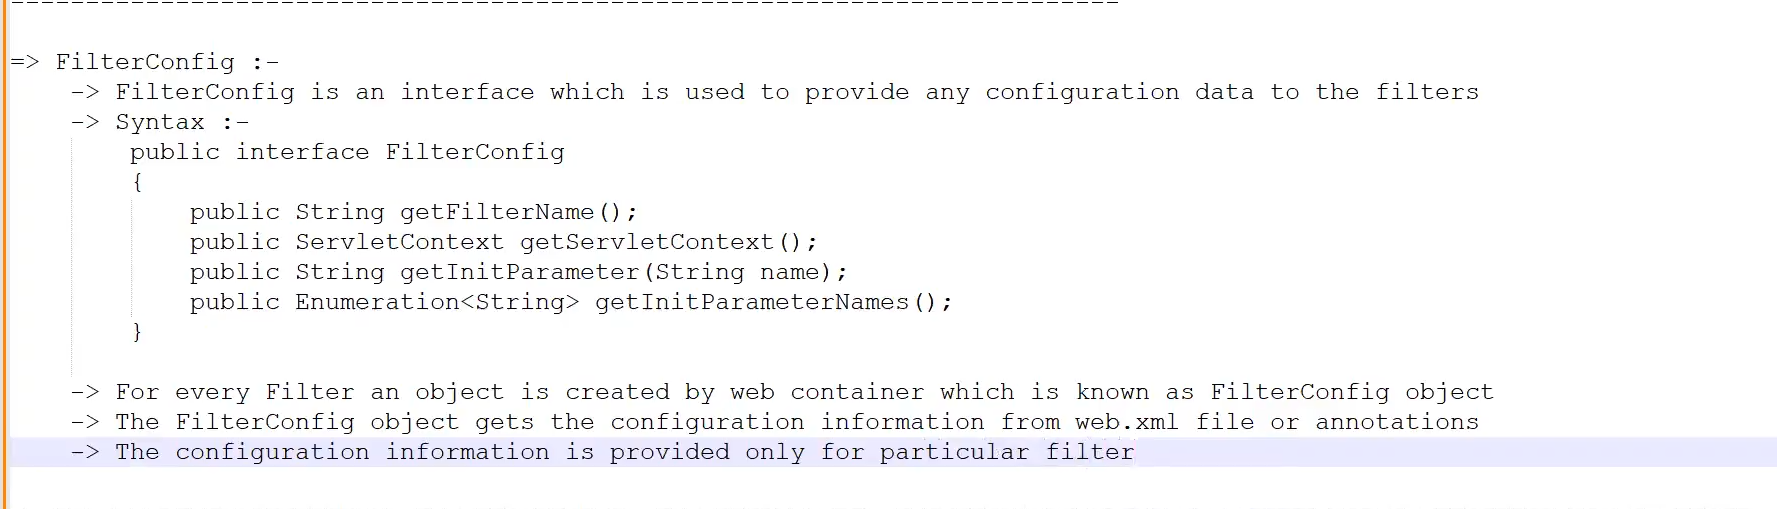 => FilterConfig :-
-> FilterConfig is an interface which is used to provide any configuration data to the filters
-> Syntax :-
public interface FilterConfig
{
public String getFilterName();
public ServletContext getServletContext();
public String getInitParameter(String name);
public Enumeration<String> getInitParameterNames();
}
-> For every Filter an object is created by web container which is known as FilterConfig object
-> The FilterConfig object gets the configuration information from web.xml file or annotations
-> The configuration information is provided only for particular filter